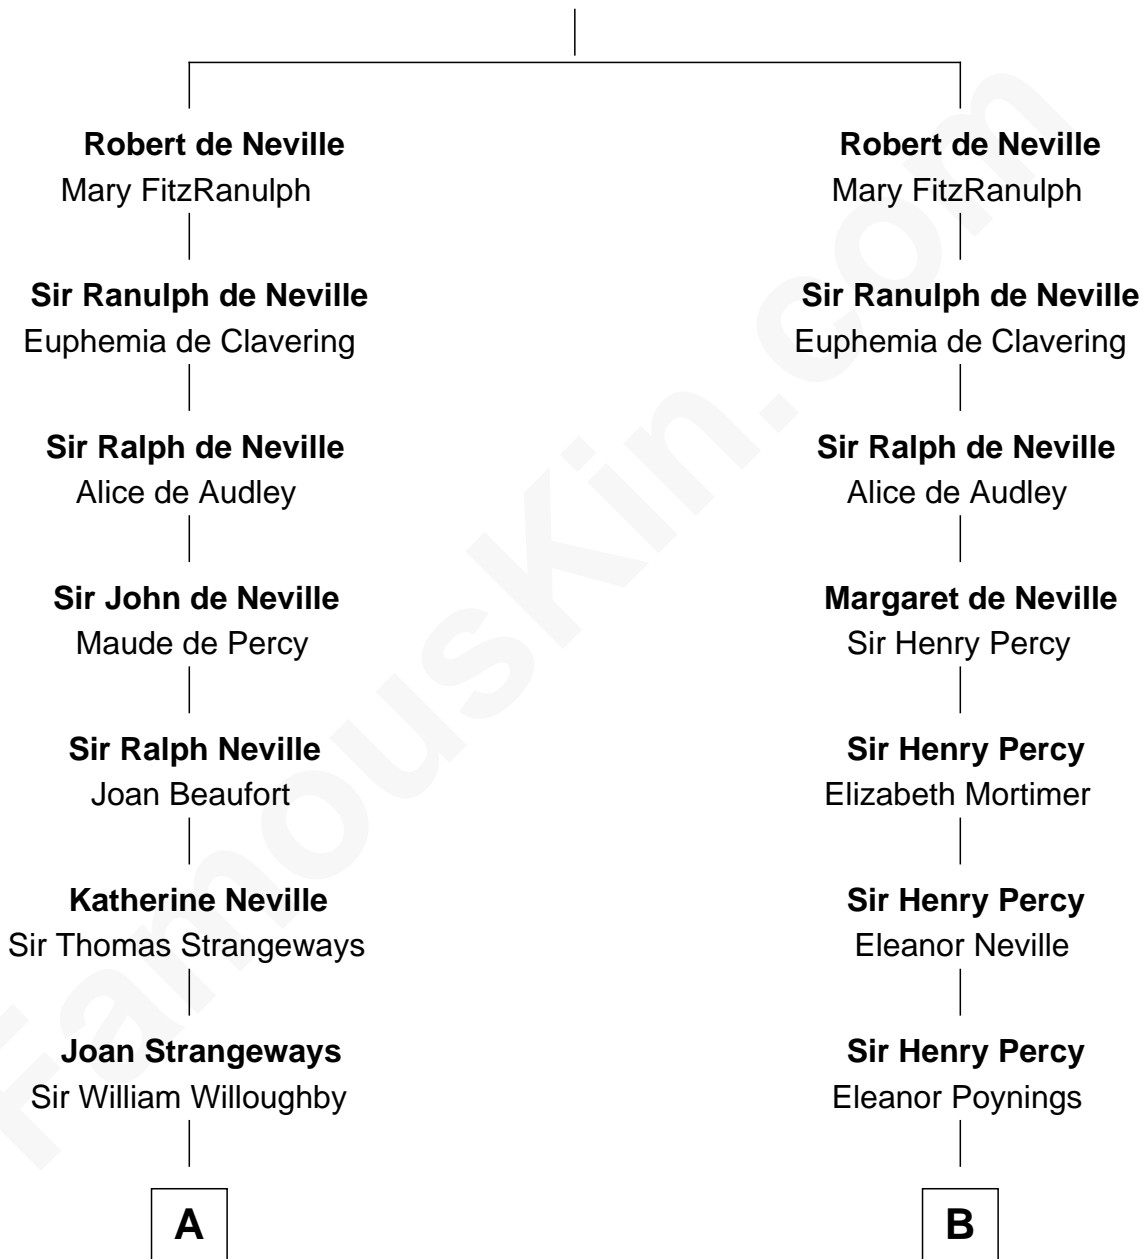 Robert de Neville
Mary FitzRanulph
Sir Ranulph de Neville
Euphemia de Clavering
Sir Ralph de Neville
Alice de Audley
Sir John de Neville
Maude de Percy
Sir Ralph Neville
Joan Beaufort
Katherine Neville
Sir Thomas Strangeways
Joan Strangeways
Sir William Willoughby
A
Robert de Neville
Mary FitzRanulph
Sir Ranulph de Neville
Euphemia de Clavering
Sir Ralph de Neville
Alice de Audley
Margaret de Neville
Sir Henry Percy
Sir Henry Percy
Elizabeth Mortimer
Sir Henry Percy
Eleanor Neville
Sir Henry Percy
Eleanor Poynings
B
FamousKin.com